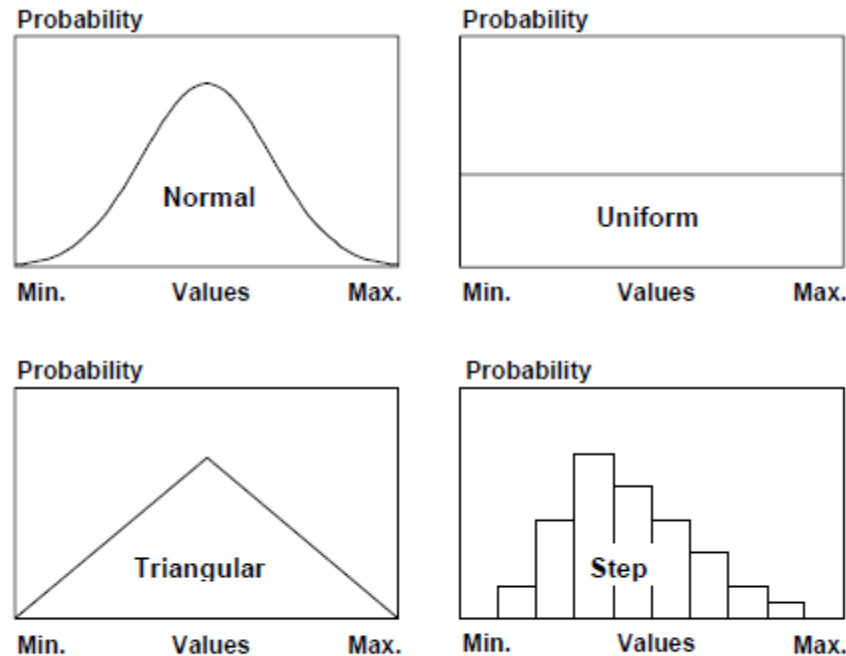 Probability
Normal
Min. Values Max.
Probability
Uniform
Min. Values Max.
Probability
Triangular
Min. Values Max.
Probability
Step
Min. Values Max.